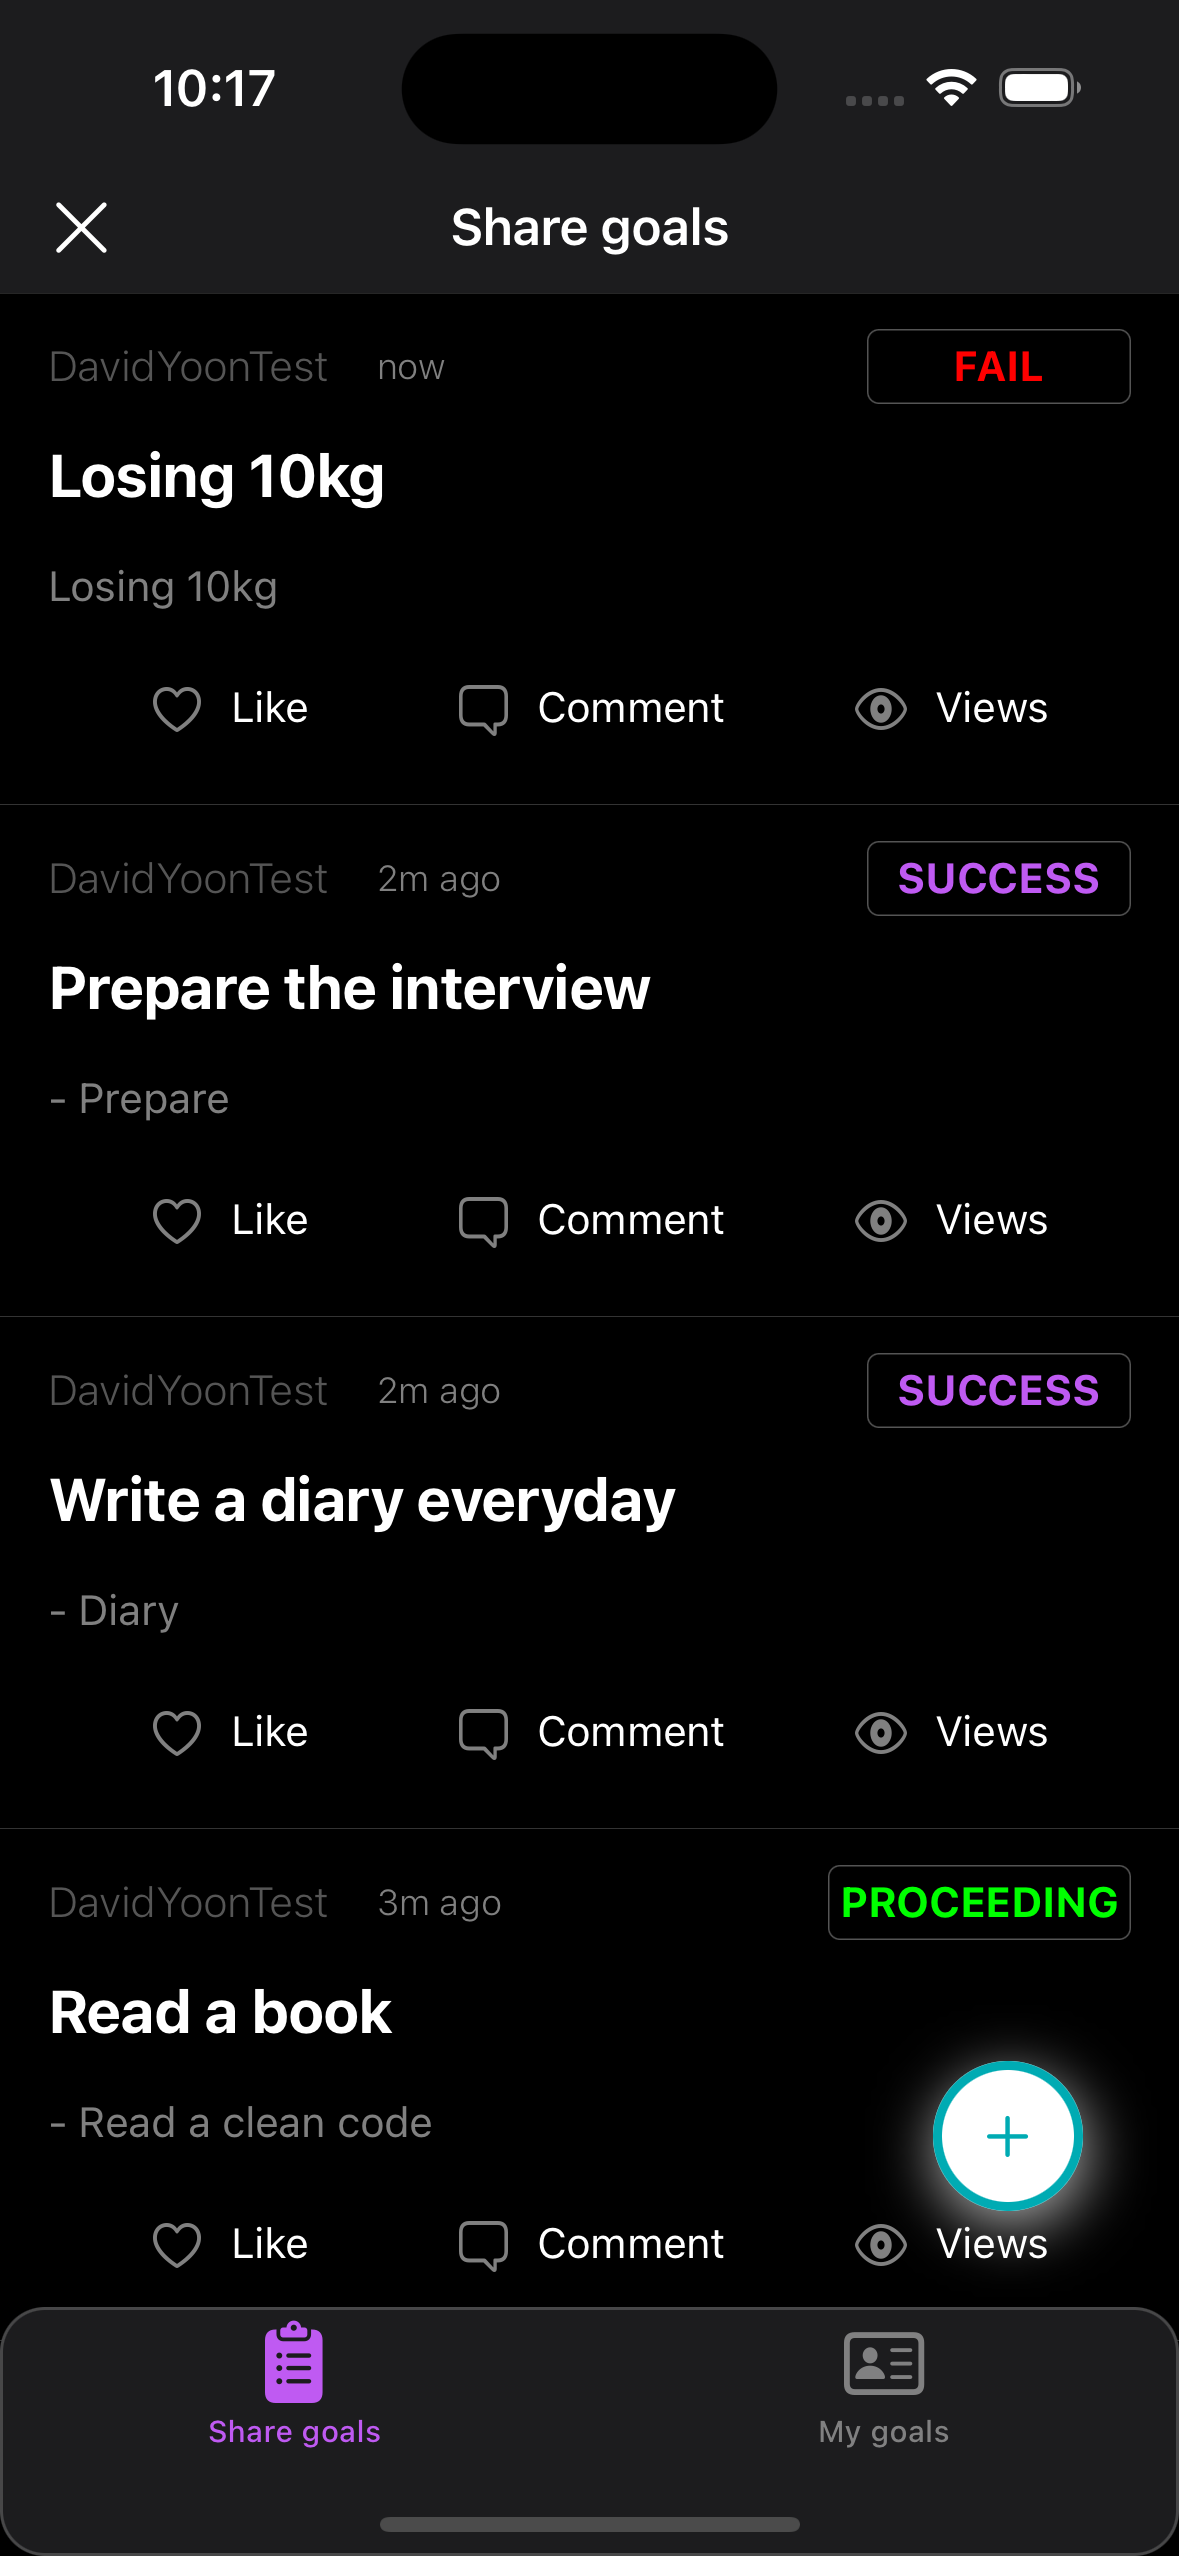 10:17
Share goals
DavidYoonTest now FAIL
Losing 10kg
Losing 10kg
Like Comment Views
DavidYoonTest 2m ago SUCCESS
Prepare the interview
- Prepare
Like Comment Views
DavidYoonTest 2m ago SUCCESS
Write a diary everyday
- Diary
Like Comment Views
DavidYoonTest 3m ago PROCEEDING
Read a book
- Read a clean code
Like Comment Views
Share goals My goals